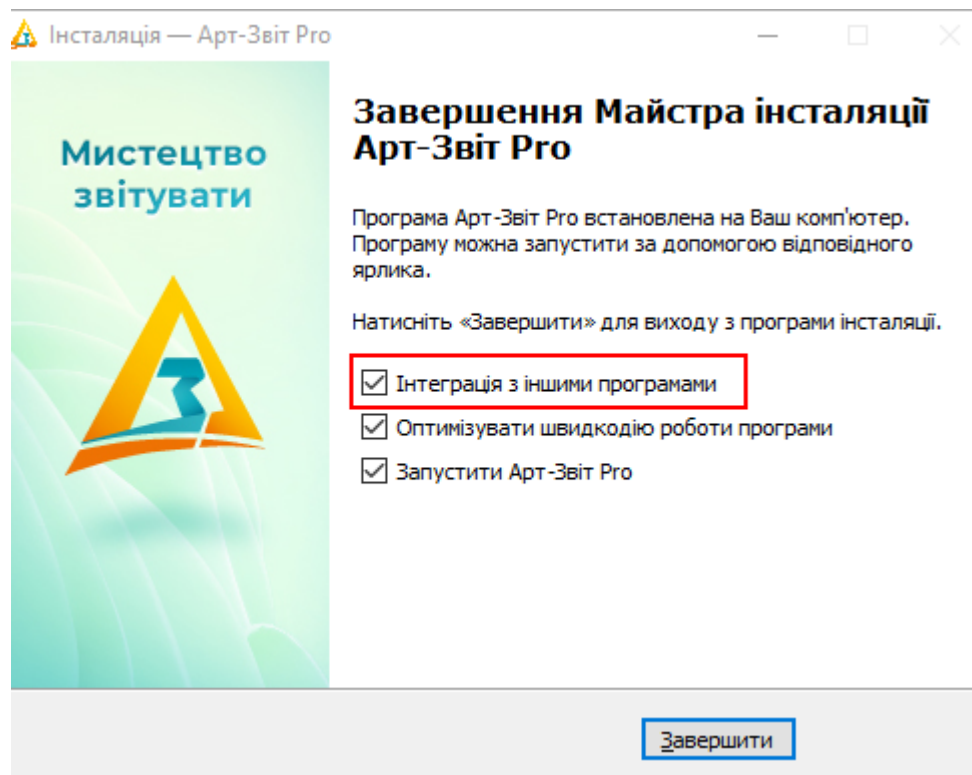 Інсталяція — Арт-Звіт Pro
Мистецтво
звітувати
Завершення Майстра інсталяції
Арт-Звіт Pro
Програма Арт-Звіт Pro встановлена на Ваш комп'ютер.
Програму можна запустити за допомогою відповідного
ярлика.
Натисніть «Завершити» для виходу з програми інсталяції.
Інтеграція з іншими програмами
Оптимізувати швидкодію роботи програми
Запустити Арт-Звіт Pro
Завершити